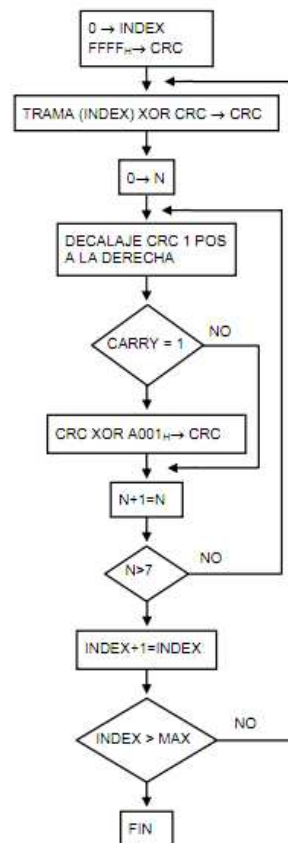 0 → INDEX
FFFFH→ CRC
TRAMA (INDEX) XOR CRC → CRC
0→ N
DECALAJE CRC 1 POS
A LA DERECHA
CARRY = 1
NO
CRC XOR A001H→ CRC
N+1=N
N>7
NO
INDEX+1=INDEX
INDEX > MAX
NO
FIN